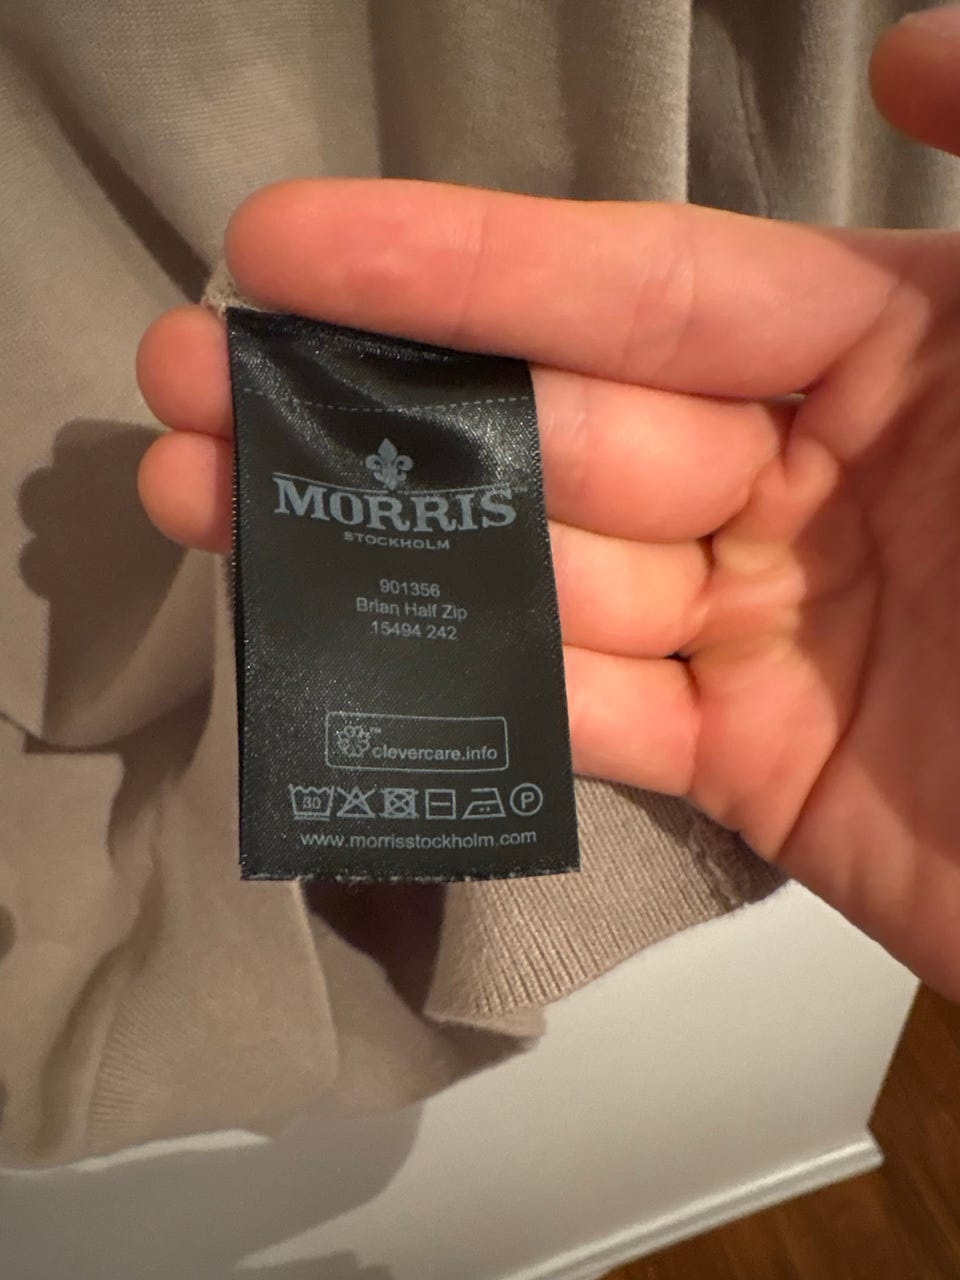 MORRIS
STOCKHOLM
901356
Brian Half Zip
15494 242
clevercare.info
30 P
www.morrisstockholm.com